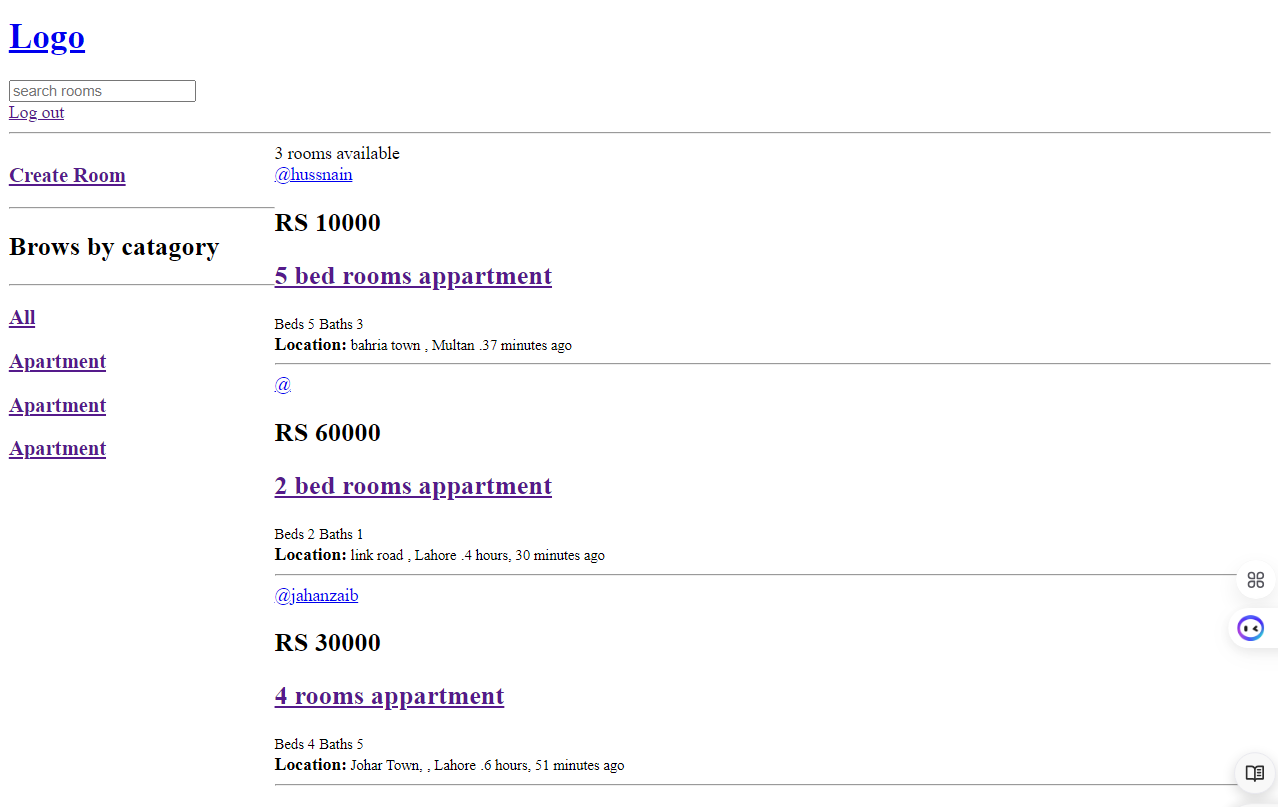 Logo
search rooms
Log out
Create Room
Brows by catagory
All
Apartment
Apartment
Apartment
3 rooms available
@hussnain
RS 10000
5 bed rooms appartment
Beds 5 Baths 3
Location: bahria town , Multan .37 minutes ago
@
RS 60000
2 bed rooms appartment
Beds 2 Baths 1
Location: link road , Lahore .4 hours, 30 minutes ago
@jahanzaib
RS 30000
4 rooms appartment
Beds 4 Baths 5
Location: Johar Town, , Lahore .6 hours, 51 minutes ago